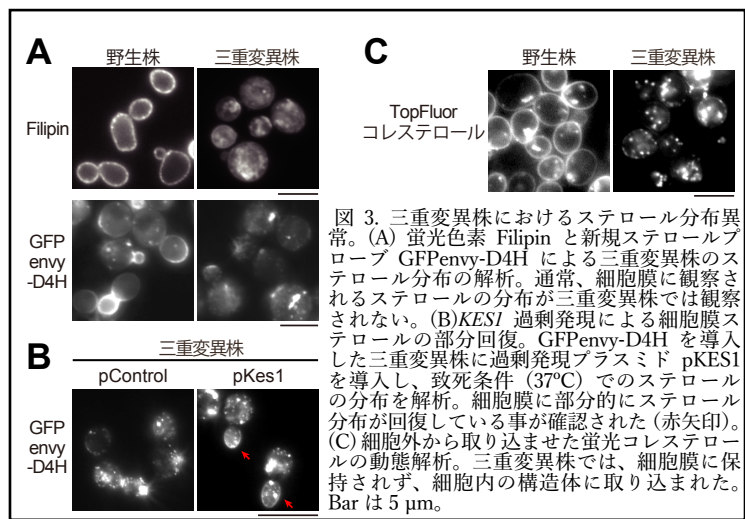 A
野生株 三重変異株
Filipin
GFP
envy
-D4H
B
三重変異株
pControl pKes1
GFP
envy
-D4H
C
野生株 三重変異株
TopFluor
コレステロール
図 3. 三重変異株におけるステロール分布異
常。(A) 蛍光色素 Filipin と新規ステロールプ
ローブ GFPenvy-D4H による三重変異株のス
テロール分布の解析。通常、細胞膜に観察さ
れるステロールの分布が三重変異株では観察
されない。(B)KES1 過剰発現による細胞膜ス
テロールの部分回復。GFPenvy-D4H を導入
した三重変異株に過剰発現プラスミド pKES1
を導入し、致死条件（37℃）でのステロール
の分布を解析。細胞膜に部分的にステロール
分布が回復している事が確認された (赤矢印)。
(C) 細胞外から取り込ませた蛍光コレステロー
ルの動態解析。三重変異株では、細胞膜に保
持されず、細胞内の構造体に取り込まれた。
Bar は 5 μm。